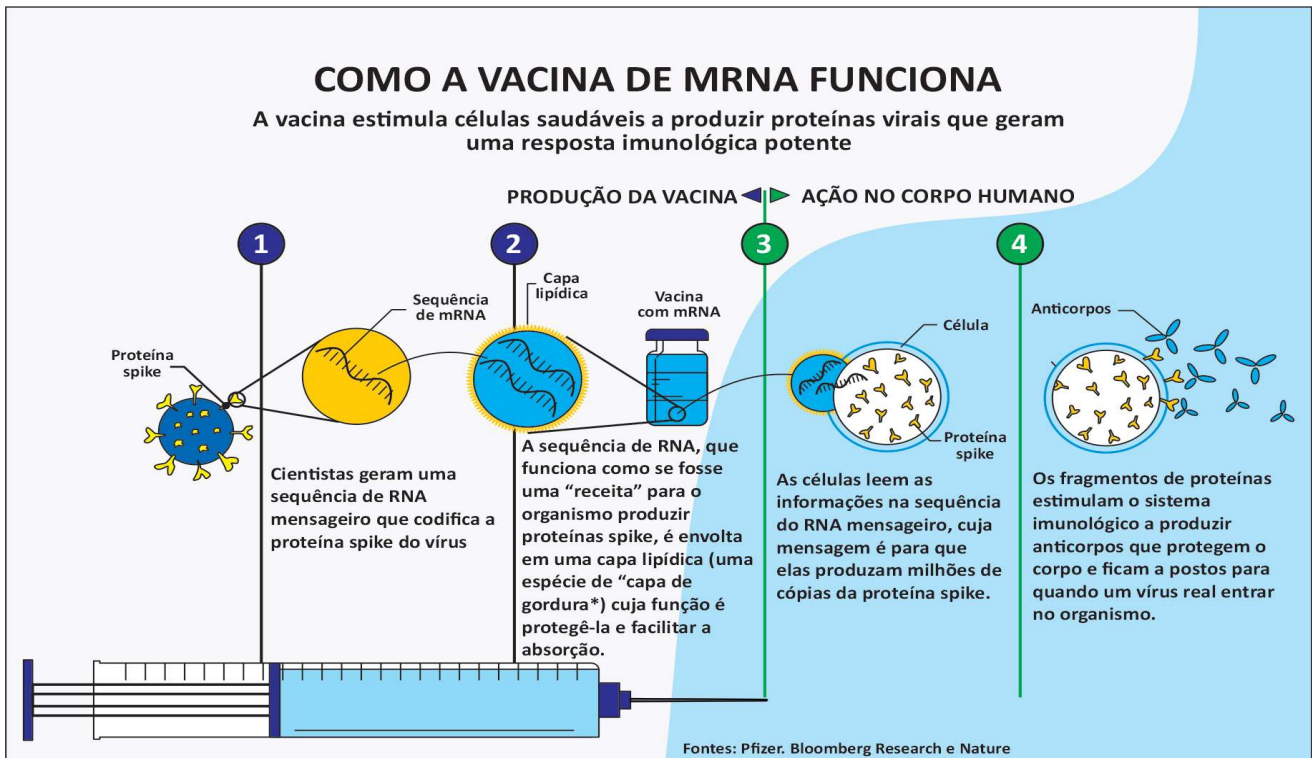 COMO A VACINA DE MRNA FUNCIONA
A vacina estimula células saudáveis a produzir proteínas virais que geram
uma resposta imunológica potente
PRODUÇÃO DA VACINA
AÇÃO NO CORPO HUMANO
1
Proteína
spike
Sequência
de mRNA
Cientistas geram uma
sequência de RNA
mensageiro que codifica a
proteína spike do vírus
2
Capa
lipídica
Vacina
com mRNA
A sequência de RNA, que
funciona como se fosse
uma “receita” para o
organismo produzir
proteínas spike, é envolta
em uma capa lipídica (uma
espécie de “capa de
gordura*) cuja função é
protegê-la e facilitar a
absorção.
3
Célula
Proteína
spike
As células leem as
informações na sequência
do RNA mensageiro, cuja
mensagem é para que
elas produzam milhões de
cópias da proteína spike.
4
Anticorpos
Os fragmentos de proteínas
estimulam o sistema
imunológico a produzir
anticorpos que protegem o
corpo e ficam a postos para
quando um vírus real entrar
no organismo.
Fontes: Pfizer. Bloomberg Research e Nature